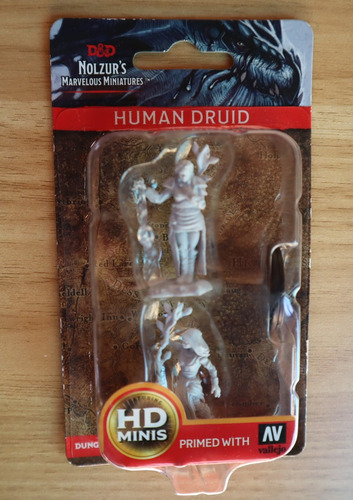 D&D
NOLZUR'S
MARVELOUS MINIATURES
HUMAN DRUID
HD
MINIS
PRIMED WITH
AV
vallejo
DUNG